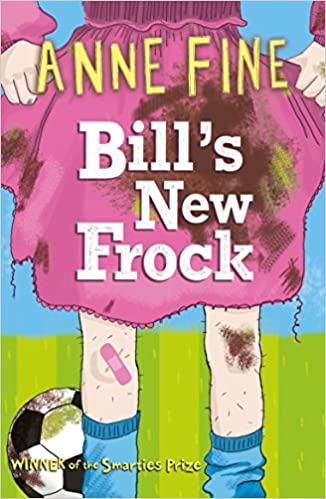 ANNE FINE
Bill's
New
Frock
WINNER of the Smarties Prize